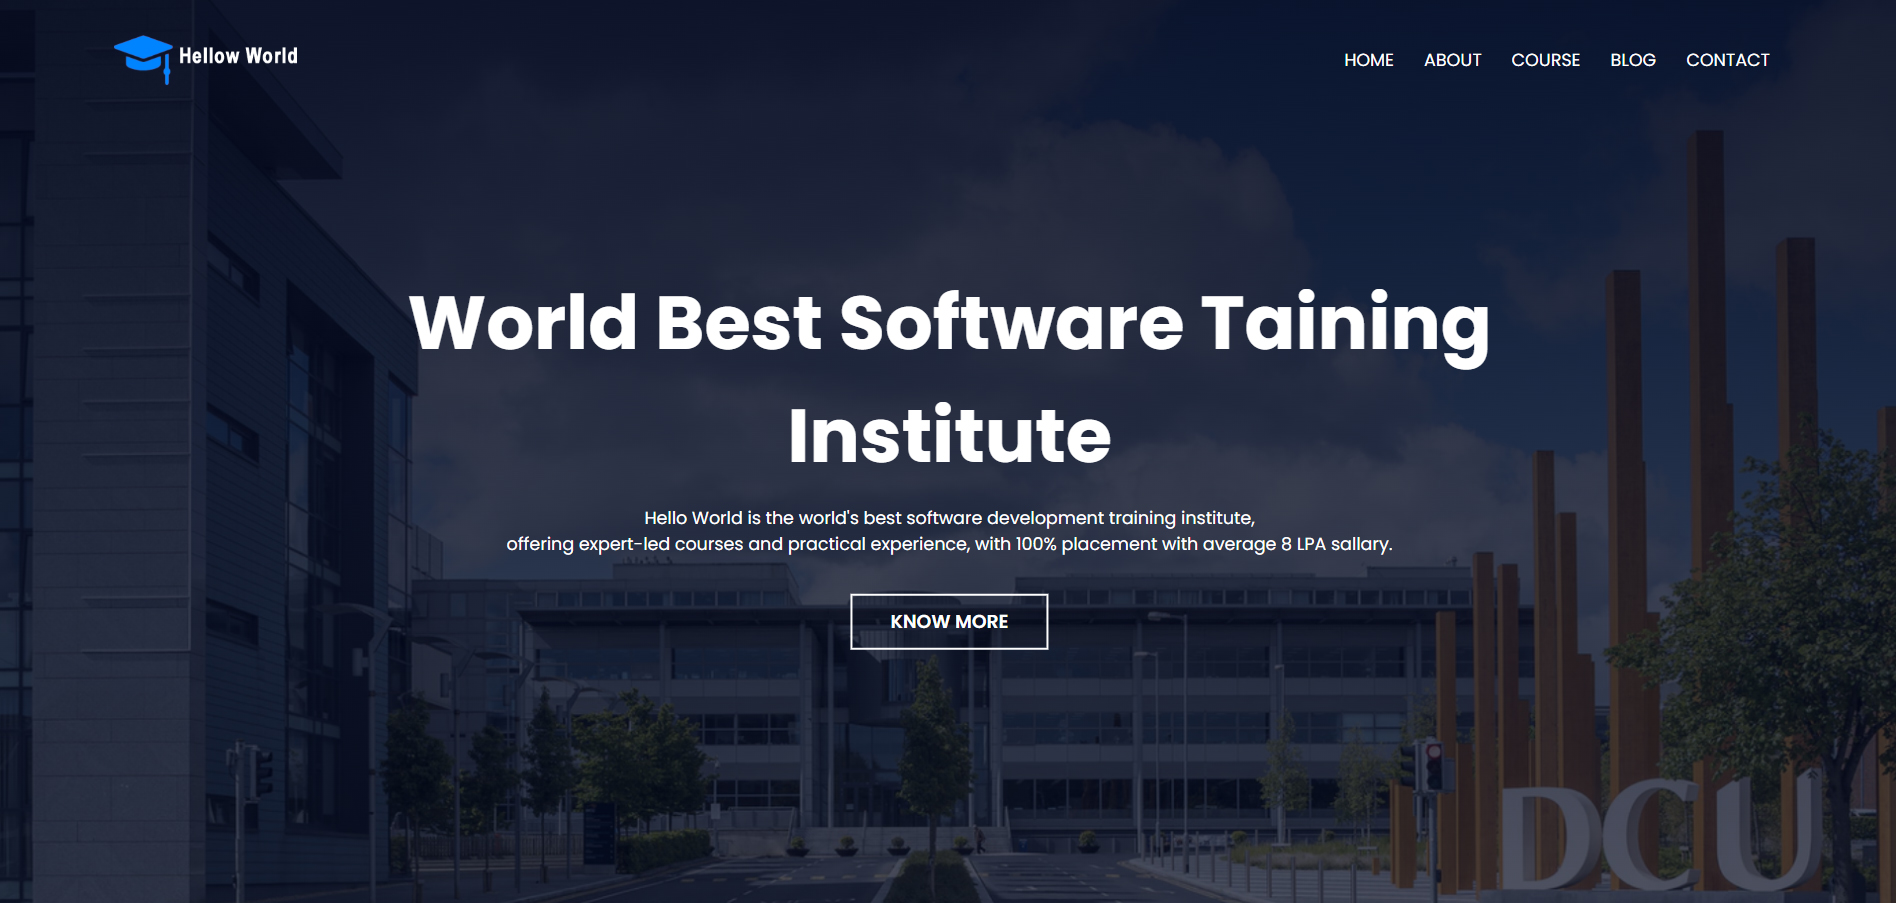 Hellow World
HOME ABOUT COURSE BLOG CONTACT
World Best Software Taining
Institute
Hello World is the world's best software development training institute,
offering expert-led courses and practical experience, with 100% placement with average 8 LPA sallary.
KNOW MORE
DCU